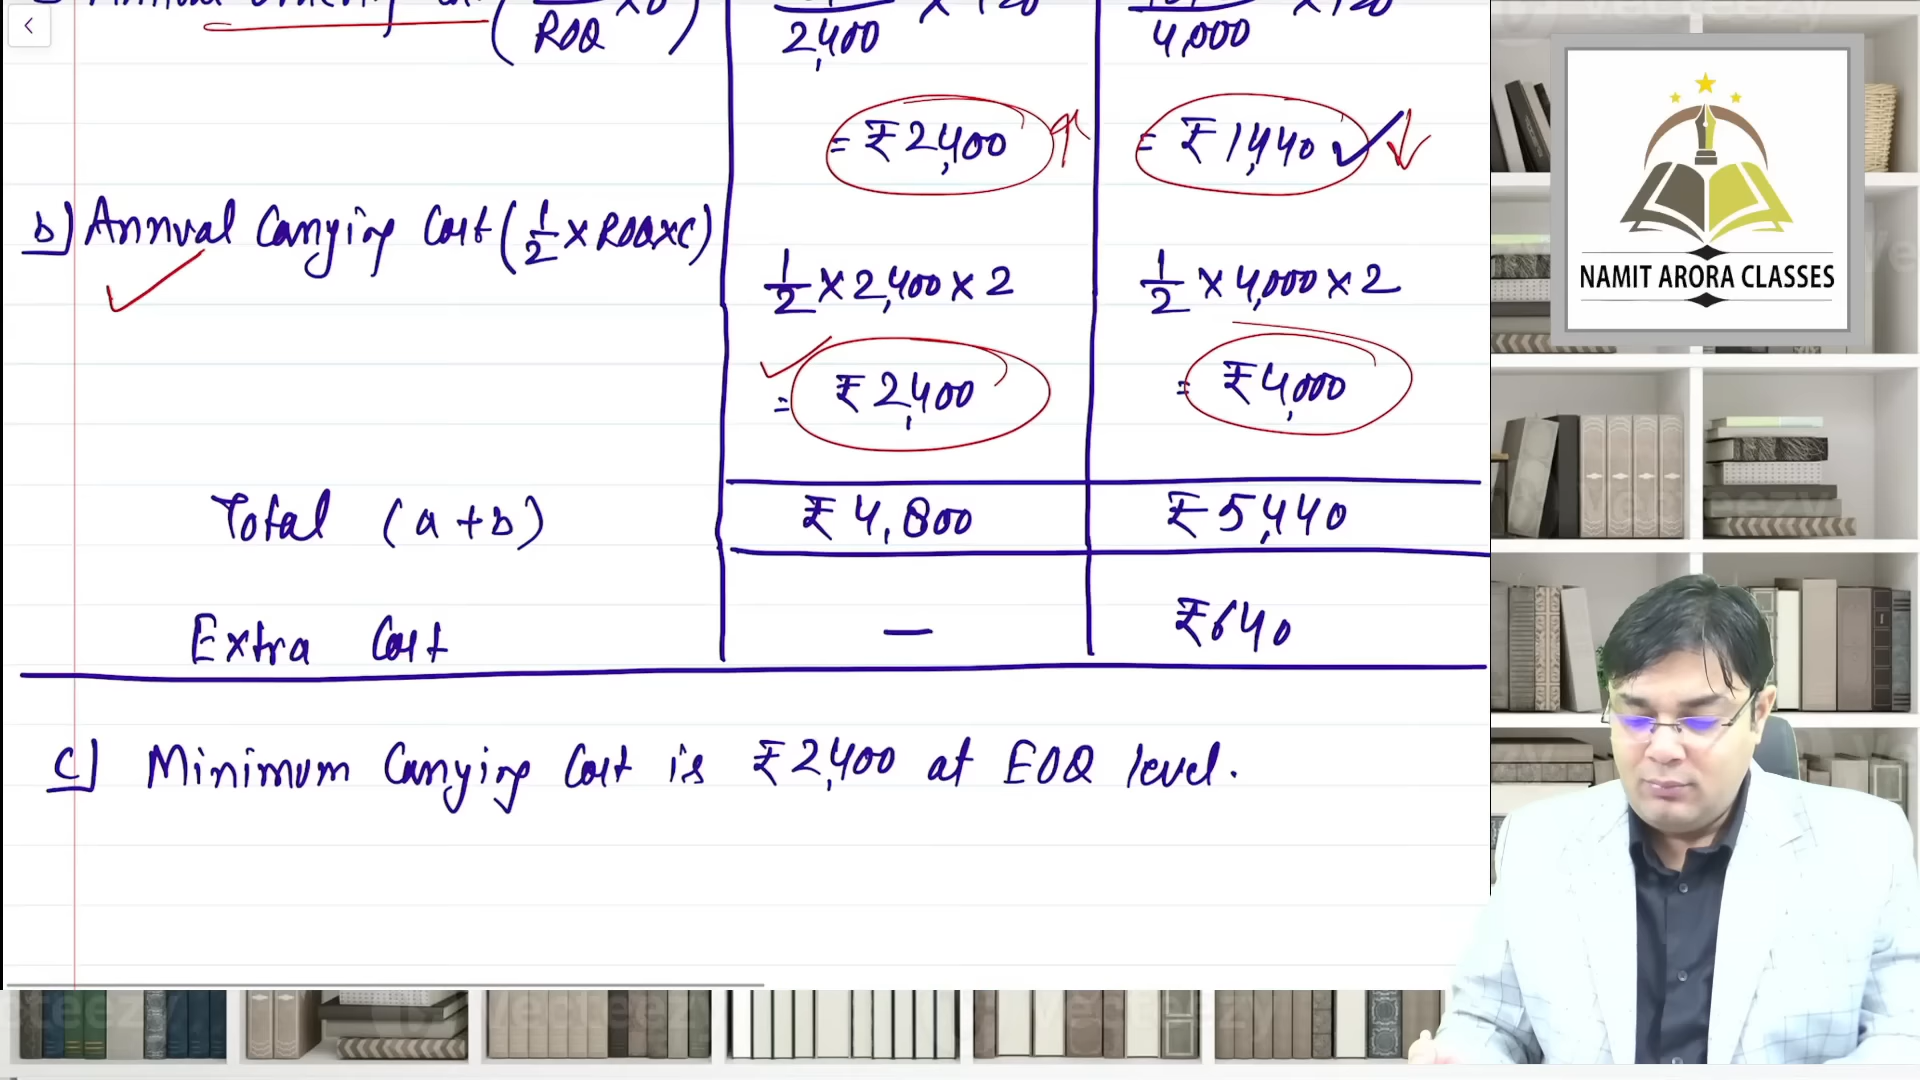 ROQ
2,400
4,000
= ₹2,400
= ₹1,440
b] Annual Carrying Cost (1/2 × ROQ×C)
1/2 × 2,400 × 2
1/2 × 4,000 × 2
= ₹2,400
= ₹4,000
Total (a+b)
₹4,800
₹5,440
Extra Cost
—
₹640
c] Minimum Carrying Cost is ₹2,400 at EOQ level.
NAMIT ARORA CLASSES